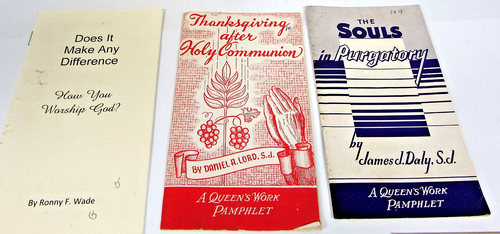 Does It
Make Any
Difference
How You
Worship God?
By Ronny F. Wade
Thanksgiving
after
Holy Communion
BY DANIEL A. LORD, S.J.
A QUEEN'S WORK
PAMPHLET
THE
SOULS
in Purgatory
by
James J. Daly, S.J.
A QUEEN'S WORK
PAMPHLET